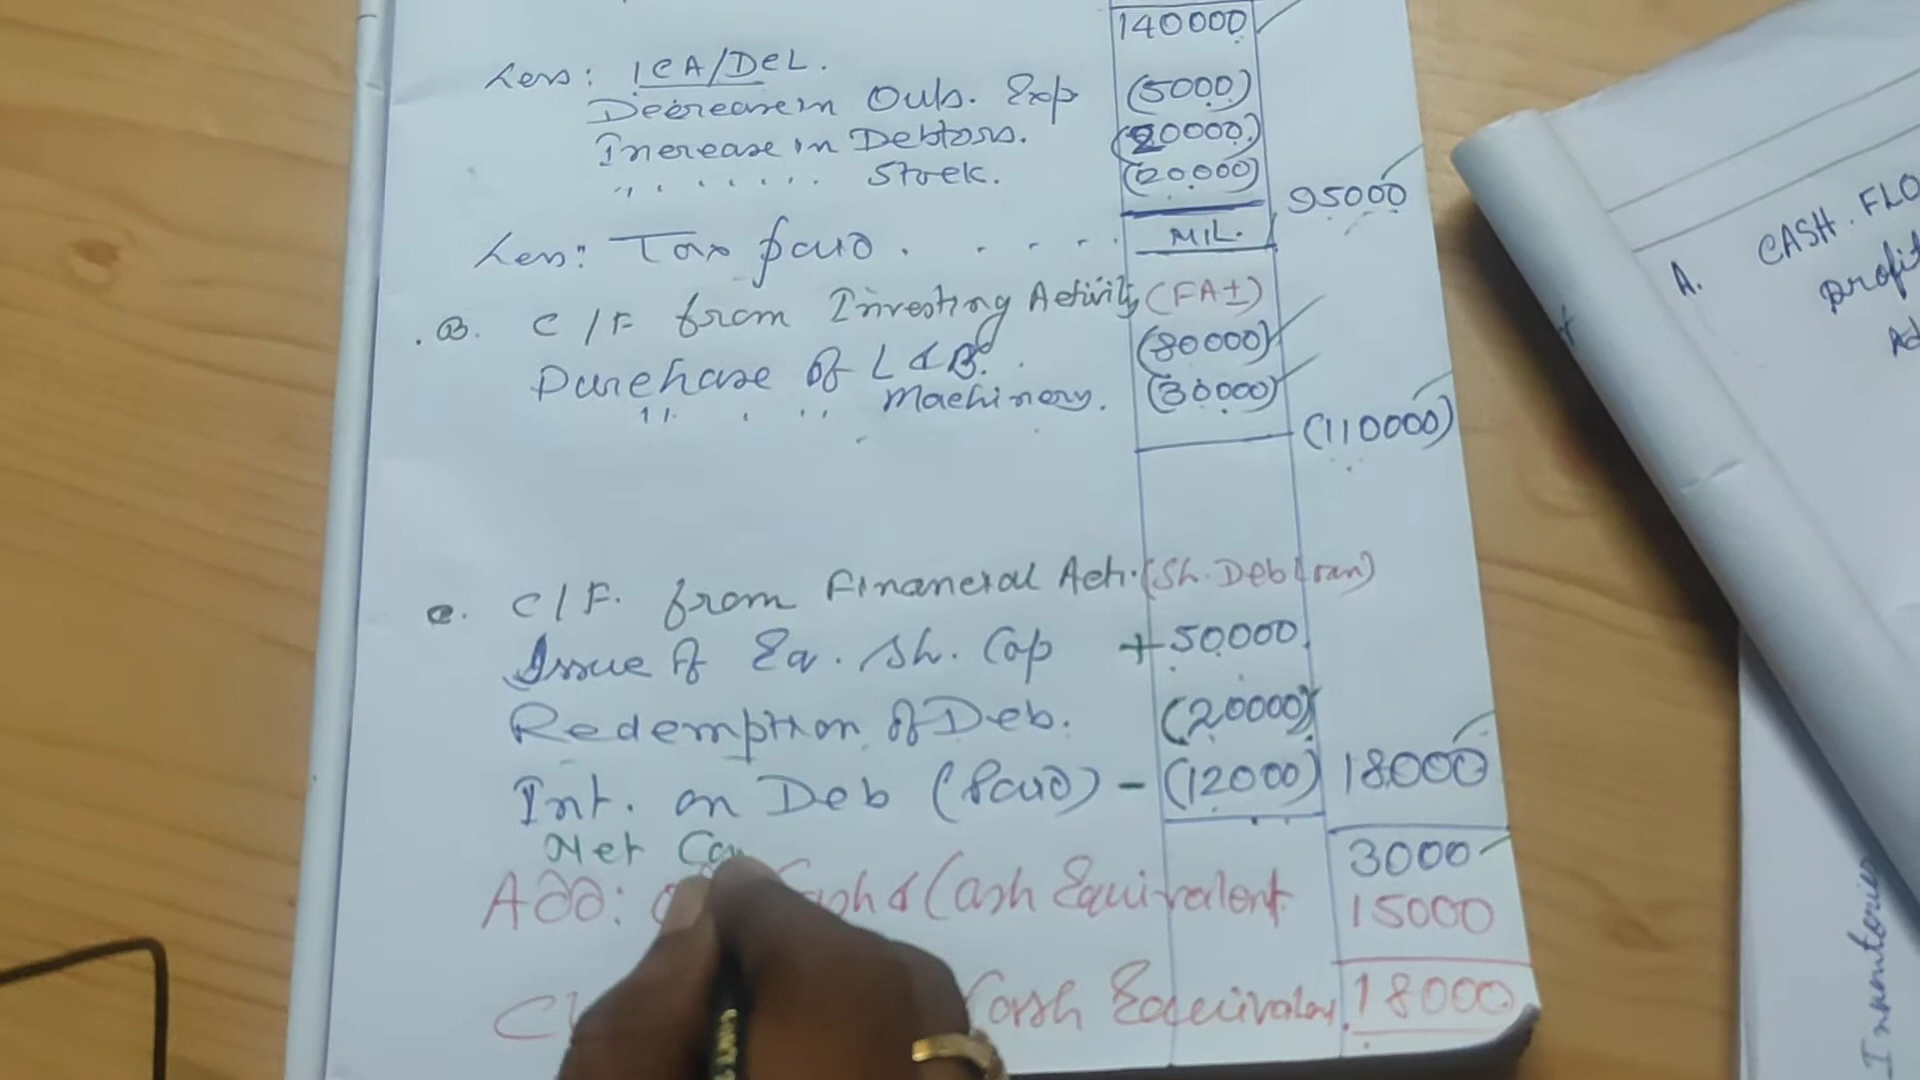 140000
Less: ICA/DCL.
Decrease in Outs. Exp (5000)
Increase in Debtors. (20000)
,, . . . . . . Stock. (20000) 95000
Less: Tax paid . . . . . NIL.
B. C/F from Investing Activity (FA±)
Purchase of L & B. (80000)
,, . . . Machinery. (30000)
(110000)
C. C/F. from Financial Act. (Sh. Deb Loan)
Issue of Eq. Sh. Cap + 50000
Redemption of Deb. (20000)
Int. on Deb (Paid) - (12000) 18000
Net Ca 3000
Add: Cash & Cash Equivalent 15000
Cash Equivalent. 18000
A. CASH. FLO
profit
Ad
Inventories